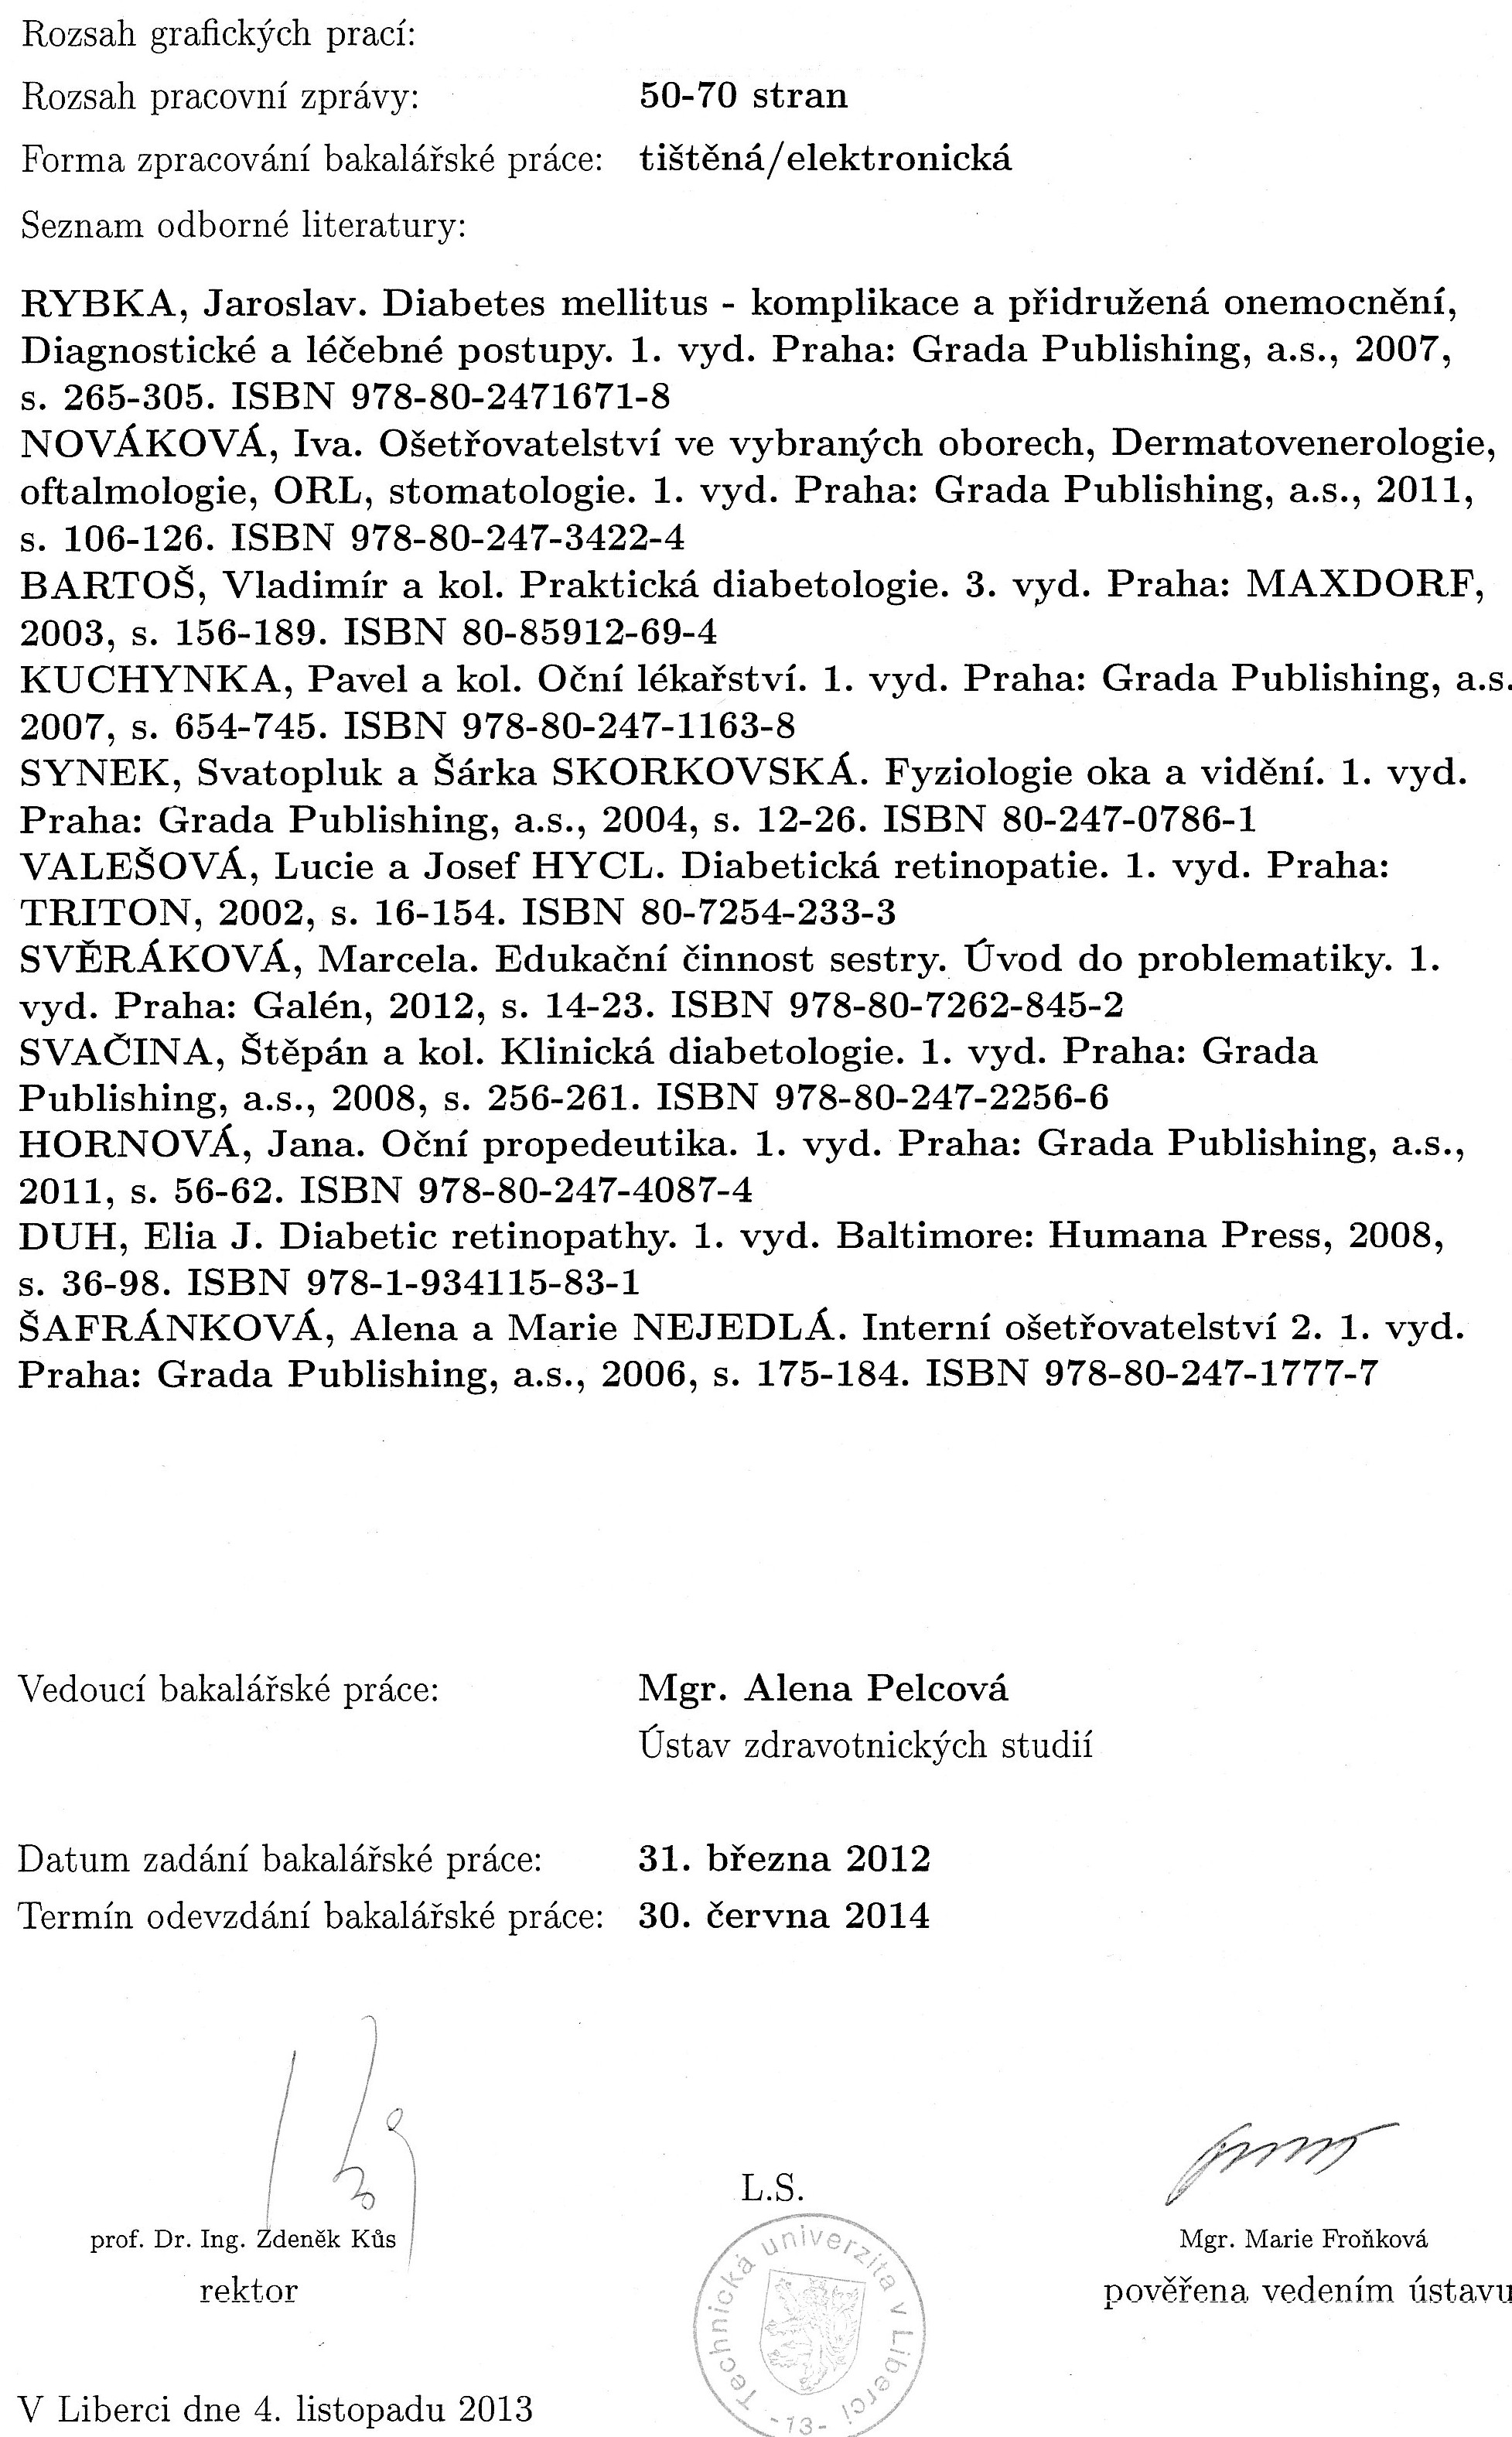 Rozsah grafických prací:
Rozsah pracovní zprávy: 50-70 stran
Forma zpracování bakalářské práce: tištěná/elektronická
Seznam odborné literatury:
RYBKA, Jaroslav. Diabetes mellitus - komplikace a přidružená onemocnění,
Diagnostické a léčebné postupy. 1. vyd. Praha: Grada Publishing, a.s., 2007,
s. 265-305. ISBN 978-80-2471671-8
NOVÁKOVÁ, Iva. Ošetřovatelství ve vybraných oborech, Dermatovenerologie,
oftalmologie, ORL, stomatologie. 1. vyd. Praha: Grada Publishing, a.s., 2011,
s. 106-126. ISBN 978-80-247-3422-4
BARTOŠ, Vladimír a kol. Praktická diabetologie. 3. vyd. Praha: MAXDORF,
2003, s. 156-189. ISBN 80-85912-69-4
KUCHYNKA, Pavel a kol. Oční lékařství. 1. vyd. Praha: Grada Publishing, a.s.
2007, s. 654-745. ISBN 978-80-247-1163-8
SYNEK, Svatopluk a Šárka SKORKOVSKÁ. Fyziologie oka a vidění. 1. vyd.
Praha: Grada Publishing, a.s., 2004, s. 12-26. ISBN 80-247-0786-1
VALEŠOVÁ, Lucie a Josef HYCL. Diabetická retinopatie. 1. vyd. Praha:
TRITON, 2002, s. 16-154. ISBN 80-7254-233-3
SVĚRÁKOVÁ, Marcela. Edukační činnost sestry. Úvod do problematiky. 1.
vyd. Praha: Galén, 2012, s. 14-23. ISBN 978-80-7262-845-2
SVAČINA, Štěpán a kol. Klinická diabetologie. 1. vyd. Praha: Grada
Publishing, a.s., 2008, s. 256-261. ISBN 978-80-247-2256-6
HORNOVÁ, Jana. Oční propedeutika. 1. vyd. Praha: Grada Publishing, a.s.,
2011, s. 56-62. ISBN 978-80-247-4087-4
DUH, Elia J. Diabetic retinopathy. 1. vyd. Baltimore: Humana Press, 2008,
s. 36-98. ISBN 978-1-934115-83-1
ŠAFRÁNKOVÁ, Alena a Marie NEJEDLÁ. Interní ošetřovatelství 2. 1. vyd.
Praha: Grada Publishing, a.s., 2006, s. 175-184. ISBN 978-80-247-1777-7
Vedoucí bakalářské práce: Mgr. Alena Pelcová
Ústav zdravotnických studií
Datum zadání bakalářské práce: 31. března 2012
Termín odevzdání bakalářské práce: 30. června 2014
L.S.
prof. Dr. Ing. Zdeněk Kůs
rektor
Mgr. Marie Froňková
pověřena vedením ústavu
Technická univerzita v Liberci
- 13 -
V Liberci dne 4. listopadu 2013